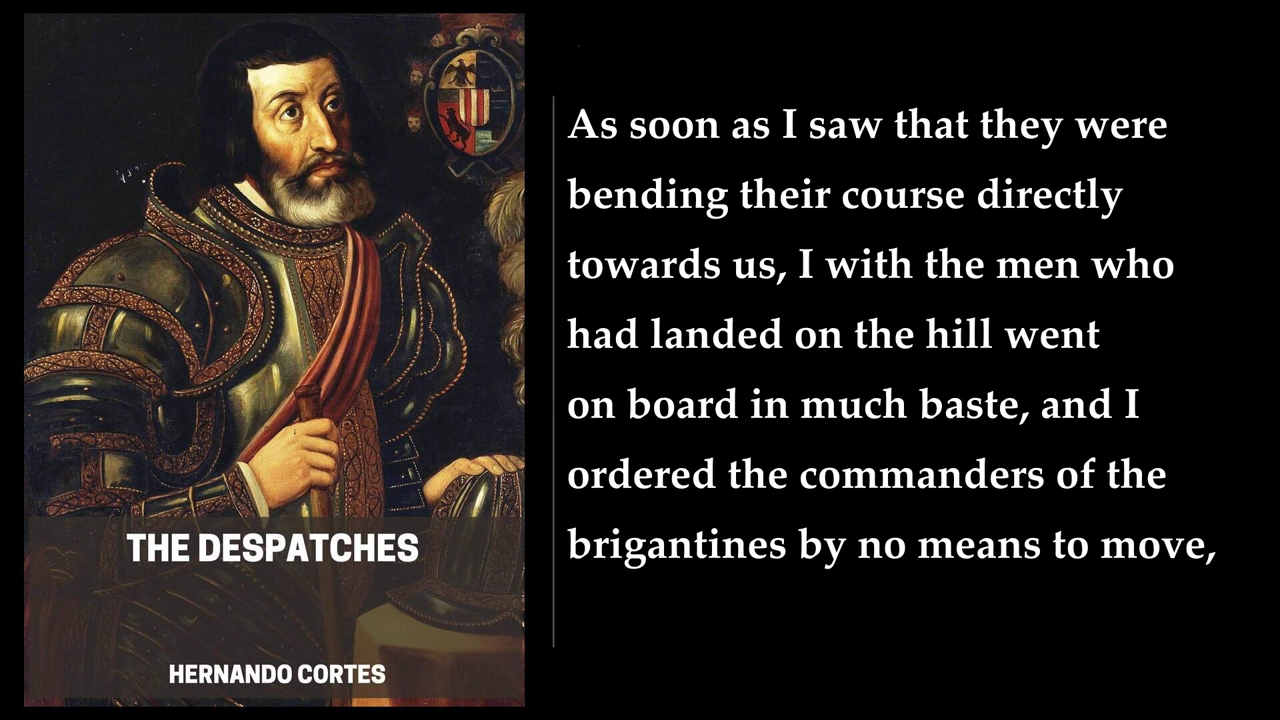 THE DESPATCHES
HERNANDO CORTES
As soon as I saw that they were
bending their course directly
towards us, I with the men who
had landed on the hill went
on board in much baste, and I
ordered the commanders of the
brigantines by no means to move,